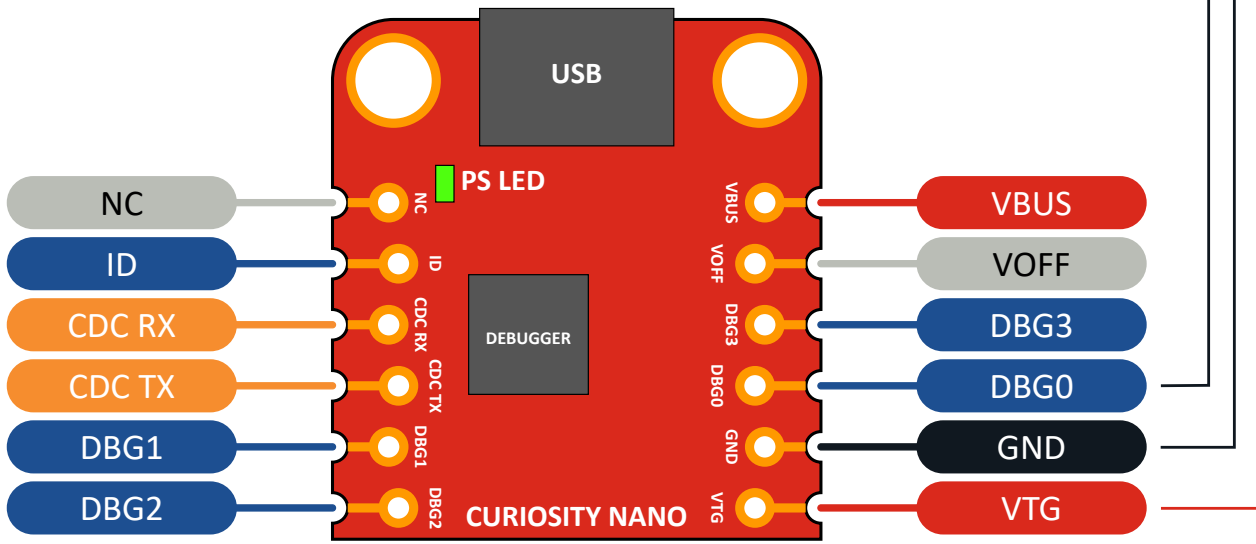 USB
PS LED
NC
NC
VBUS
VBUS
ID
ID
VOFF
VOFF
CDC RX
CDC RX
DBG3
DBG3
DEBUGGER
CDC TX
CDC TX
DBG0
DBG0
DBG1
DBG1
GND
GND
DBG2
DBG2
CURIOSITY NANO
VTG
VTG